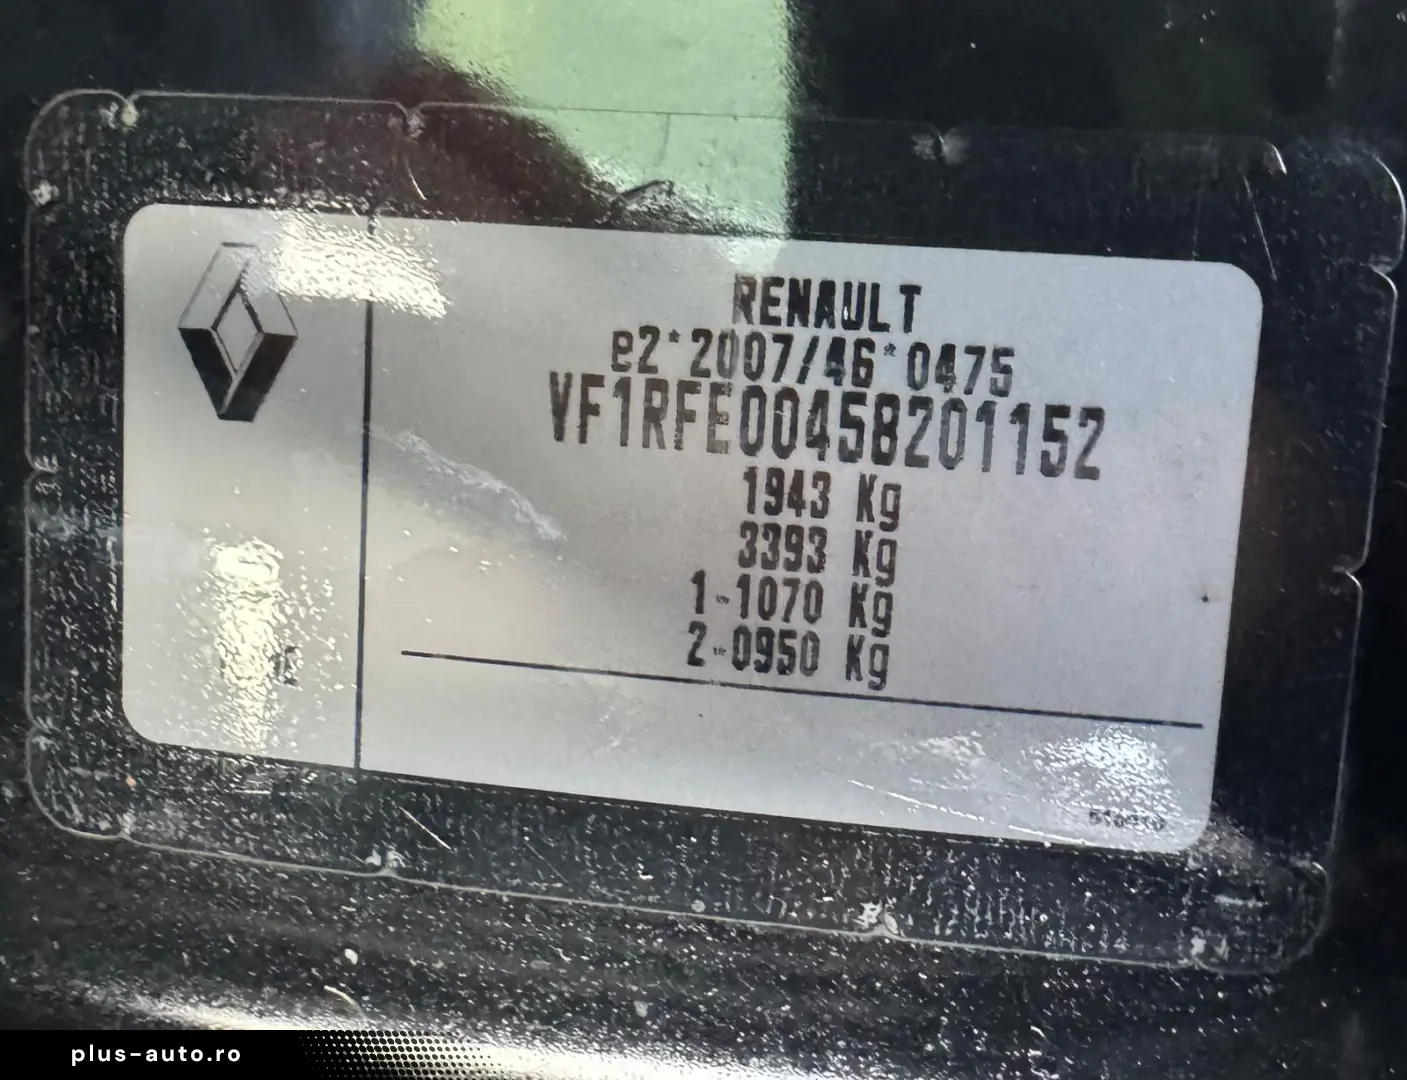 RENAULT
e2*2007/46*0475
VF1RFE00458201152
1943 Kg
3393 Kg
1-1070 Kg
2-0950 Kg
plus-auto.ro